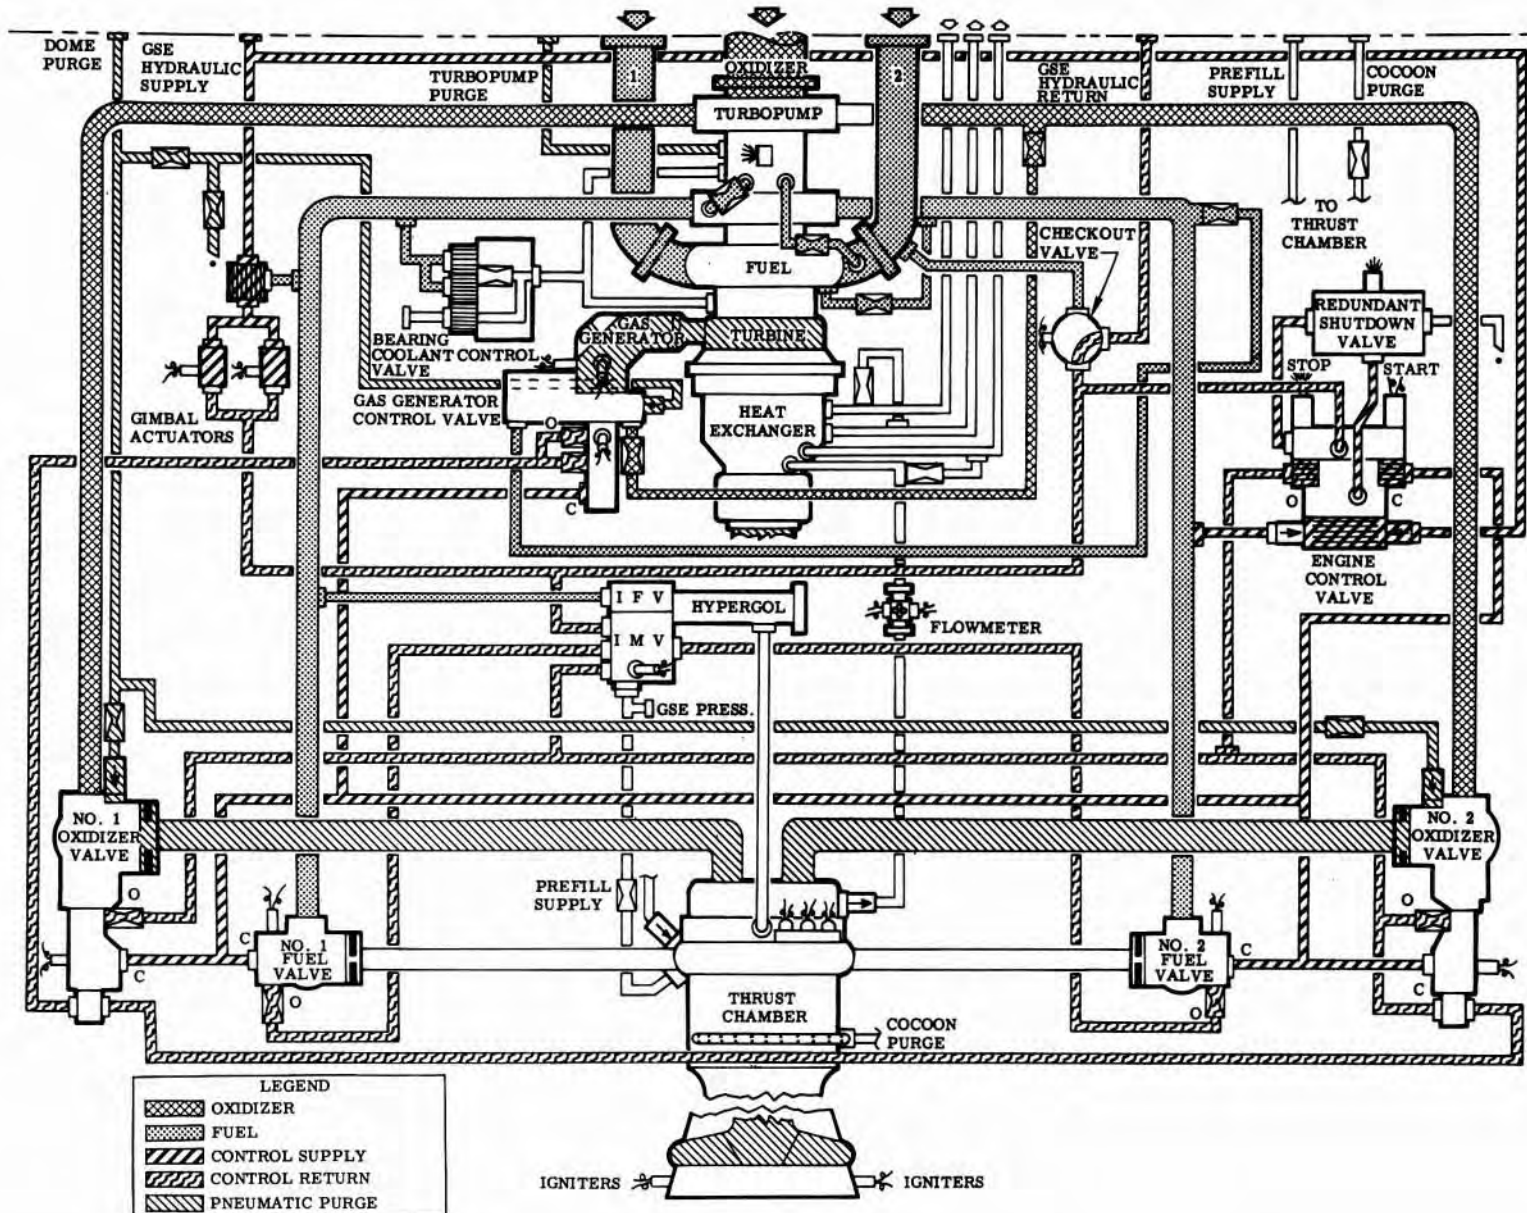 DOME
PURGE
GSE
HYDRAULIC
SUPPLY
TURBOPUMP
PURGE
1
OXIDIZER
2
GSE
HYDRAULIC
RETURN
PREFILL
SUPPLY
COCOON
PURGE
TURBOPUMP
TO
THRUST
CHAMBER
CHECKOUT
VALVE
FUEL
REDUNDANT
SHUTDOWN
VALVE
GAS
GENERATOR
TURBINE
BEARING
COOLANT CONTROL
VALVE
STOP
START
GAS GENERATOR
CONTROL VALVE
HEAT
EXCHANGER
GIMBAL
ACTUATORS
O
C
O
C
ENGINE
CONTROL
VALVE
I F V
HYPERGOL
FLOWMETER
I M V
GSE PRESS.
NO. 1
OXIDIZER
VALVE
NO. 2
OXIDIZER
VALVE
PREFILL
SUPPLY
O
O
C
NO. 1
FUEL
VALVE
NO. 2
FUEL
VALVE
C
C
C
O
O
THRUST
CHAMBER
COCOON
PURGE
LEGEND
OXIDIZER
FUEL
CONTROL SUPPLY
CONTROL RETURN
PNEUMATIC PURGE
IGNITERS
IGNITERS